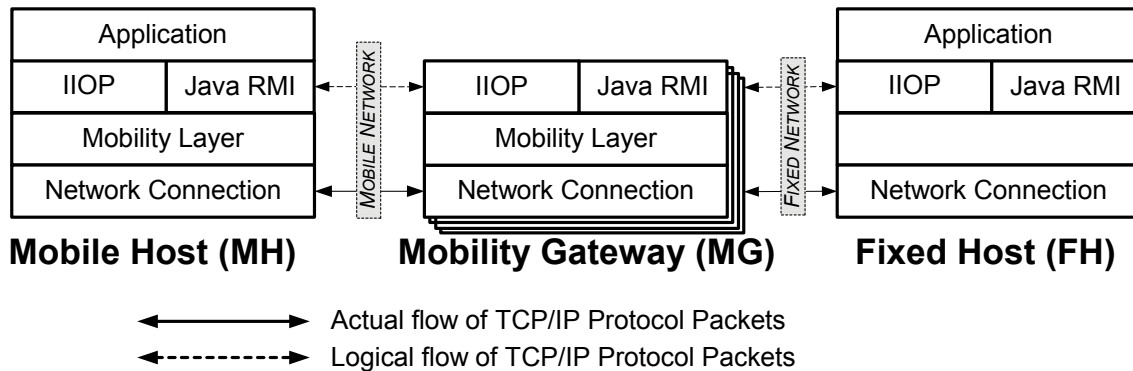 Application
IIOP Java RMI
Mobility Layer
Network Connection
Mobile Host (MH)
MOBILE NETWORK
IIOP Java RMI
Mobility Layer
Network Connection
Mobility Gateway (MG)
FIXED NETWORK
Application
IIOP Java RMI
Network Connection
Fixed Host (FH)
Actual flow of TCP/IP Protocol Packets
Logical flow of TCP/IP Protocol Packets